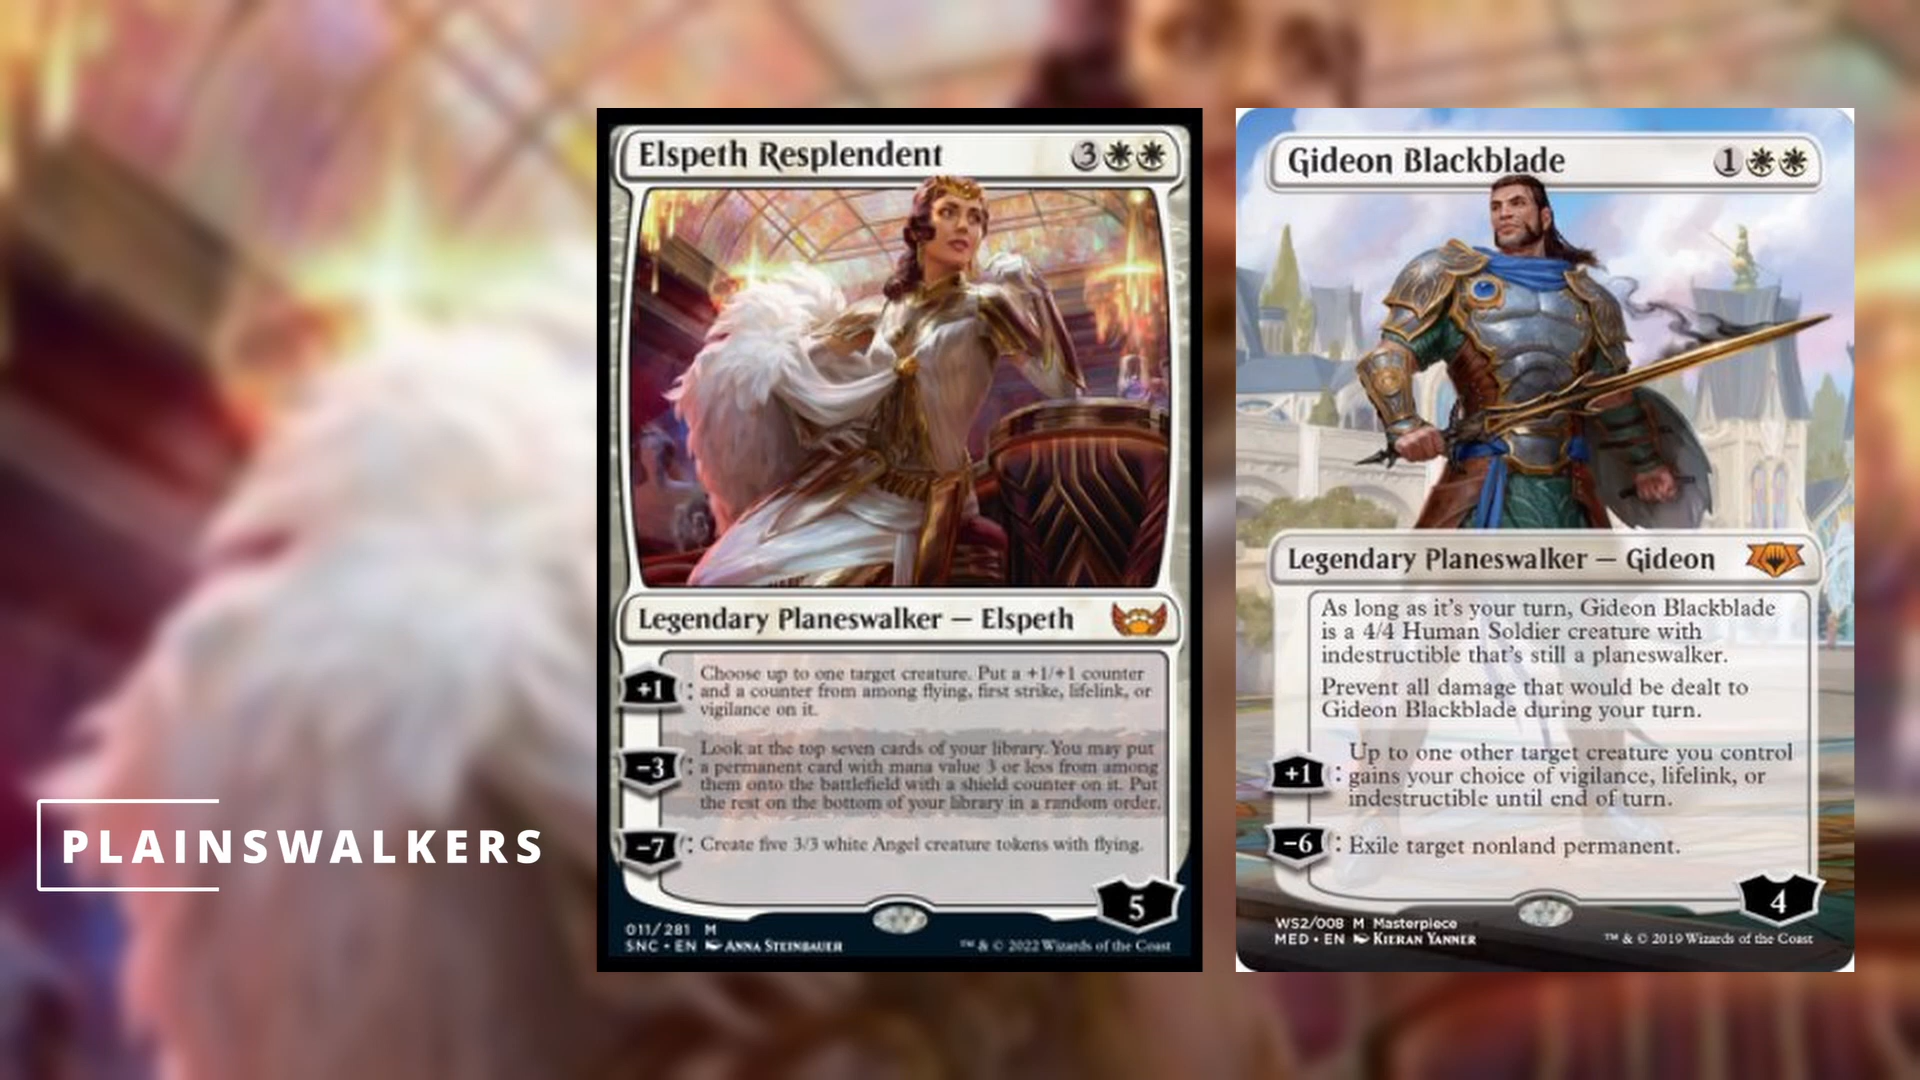 PLAINSWALKERS
Elspeth Resplendent 3
Legendary Planeswalker — Elspeth
+1: Choose up to one target creature. Put a +1/+1 counter
and a counter from among flying, first strike, lifelink, or
vigilance on it.
−3: Look at the top seven cards of your library. You may put
a permanent card with mana value 3 or less from among
them onto the battlefield with a shield counter on it. Put
the rest on the bottom of your library in a random order.
−7: Create five 3/3 white Angel creature tokens with flying.
5
011/281 M
SNC • EN ANNA STEINBAUER
™ & © 2022 Wizards of the Coast
Gideon Blackblade 1
Legendary Planeswalker — Gideon
As long as it's your turn, Gideon Blackblade
is a 4/4 Human Soldier creature with
indestructible that's still a planeswalker.
Prevent all damage that would be dealt to
Gideon Blackblade during your turn.
+1: Up to one other target creature you control
gains your choice of vigilance, lifelink, or
indestructible until end of turn.
−6: Exile target nonland permanent.
4
WS2/008 M Masterpiece
MED • EN KIERAN YANNER
™ & © 2019 Wizards of the Coast